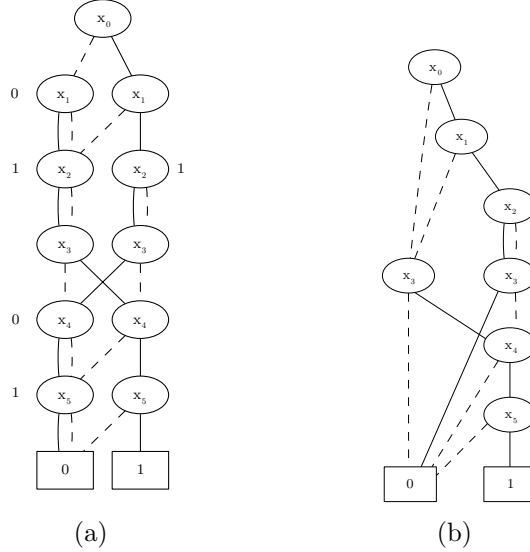 x₀
0 x₁ x₁
1 x₂ x₂ 1
x₃ x₃
0 x₄ x₄
1 x₅ x₅
0 1
(a)
x₀
x₁
x₂
x₃ x₃
x₄
x₅
0 1
(b)